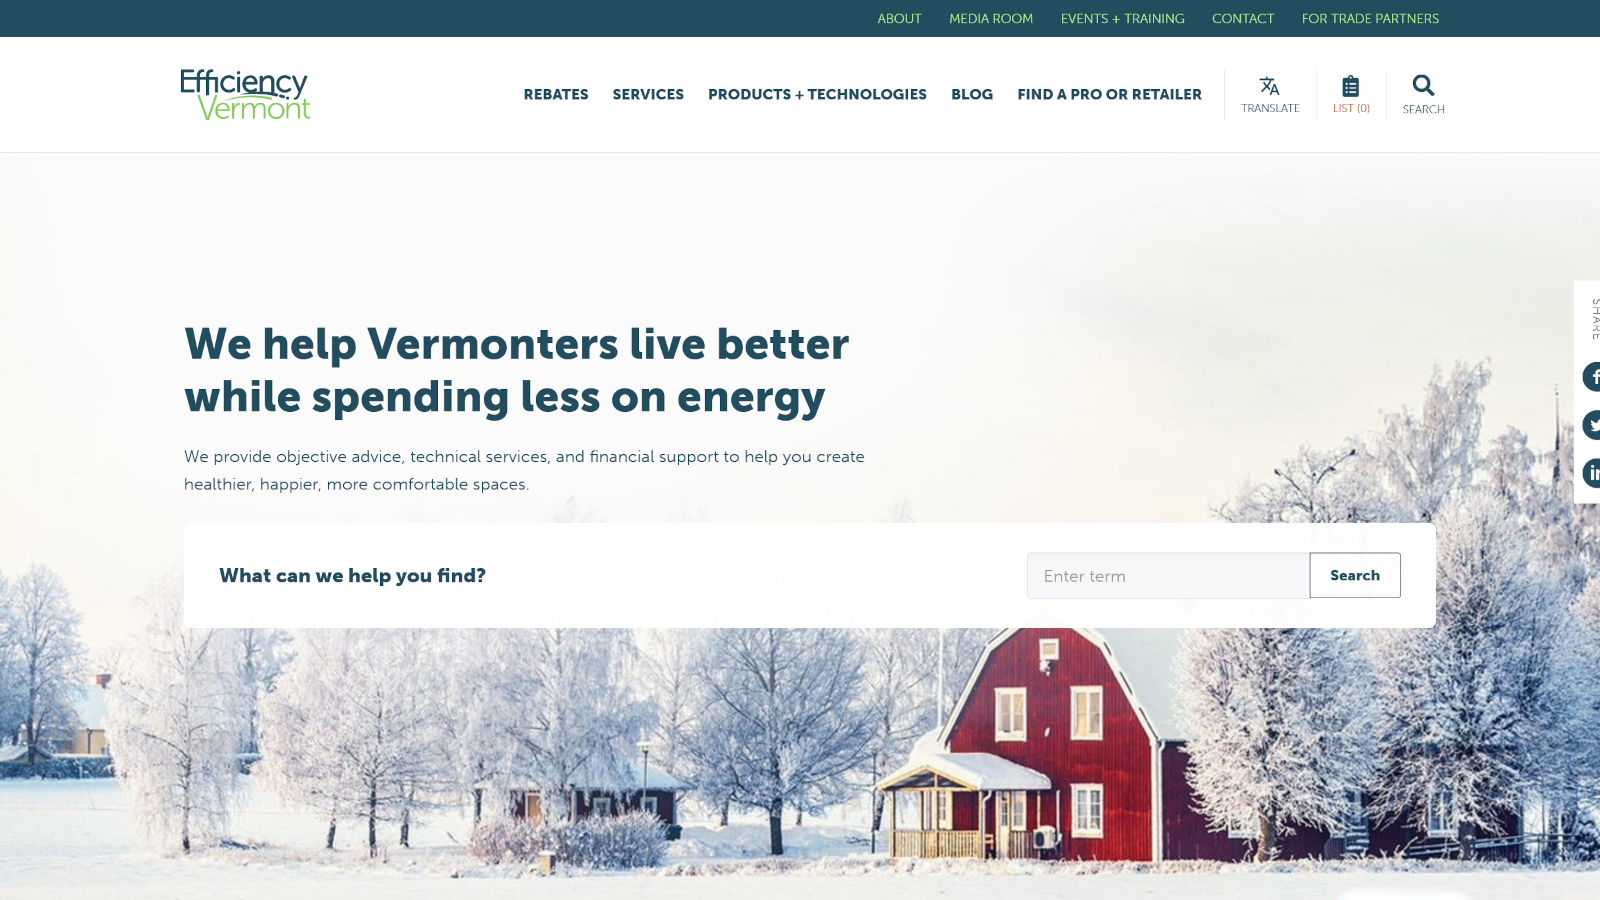 ABOUT MEDIA ROOM EVENTS + TRAINING CONTACT FOR TRADE PARTNERS
Efficiency
Vermont
REBATES SERVICES PRODUCTS + TECHNOLOGIES BLOG FIND A PRO OR RETAILER
TRANSLATE LIST (0) SEARCH
SHARE
We help Vermonters live better
while spending less on energy
We provide objective advice, technical services, and financial support to help you create
healthier, happier, more comfortable spaces.
What can we help you find? Enter term Search